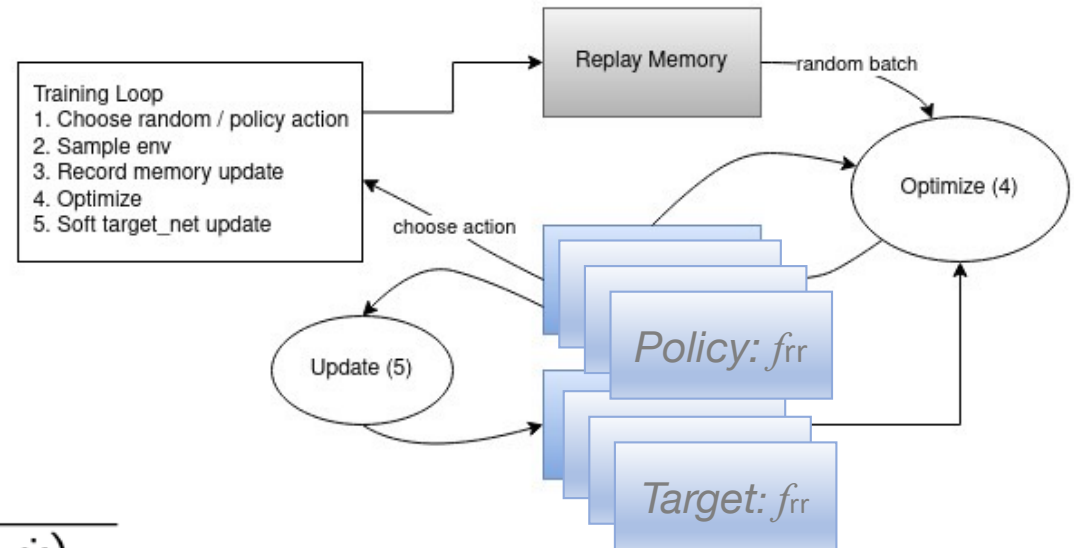 Replay Memory
random batch
Training Loop
1. Choose random / policy action
2. Sample env
3. Record memory update
4. Optimize
5. Soft target_net update
Optimize (4)
choose action
Policy: frr
Update (5)
Target: frr